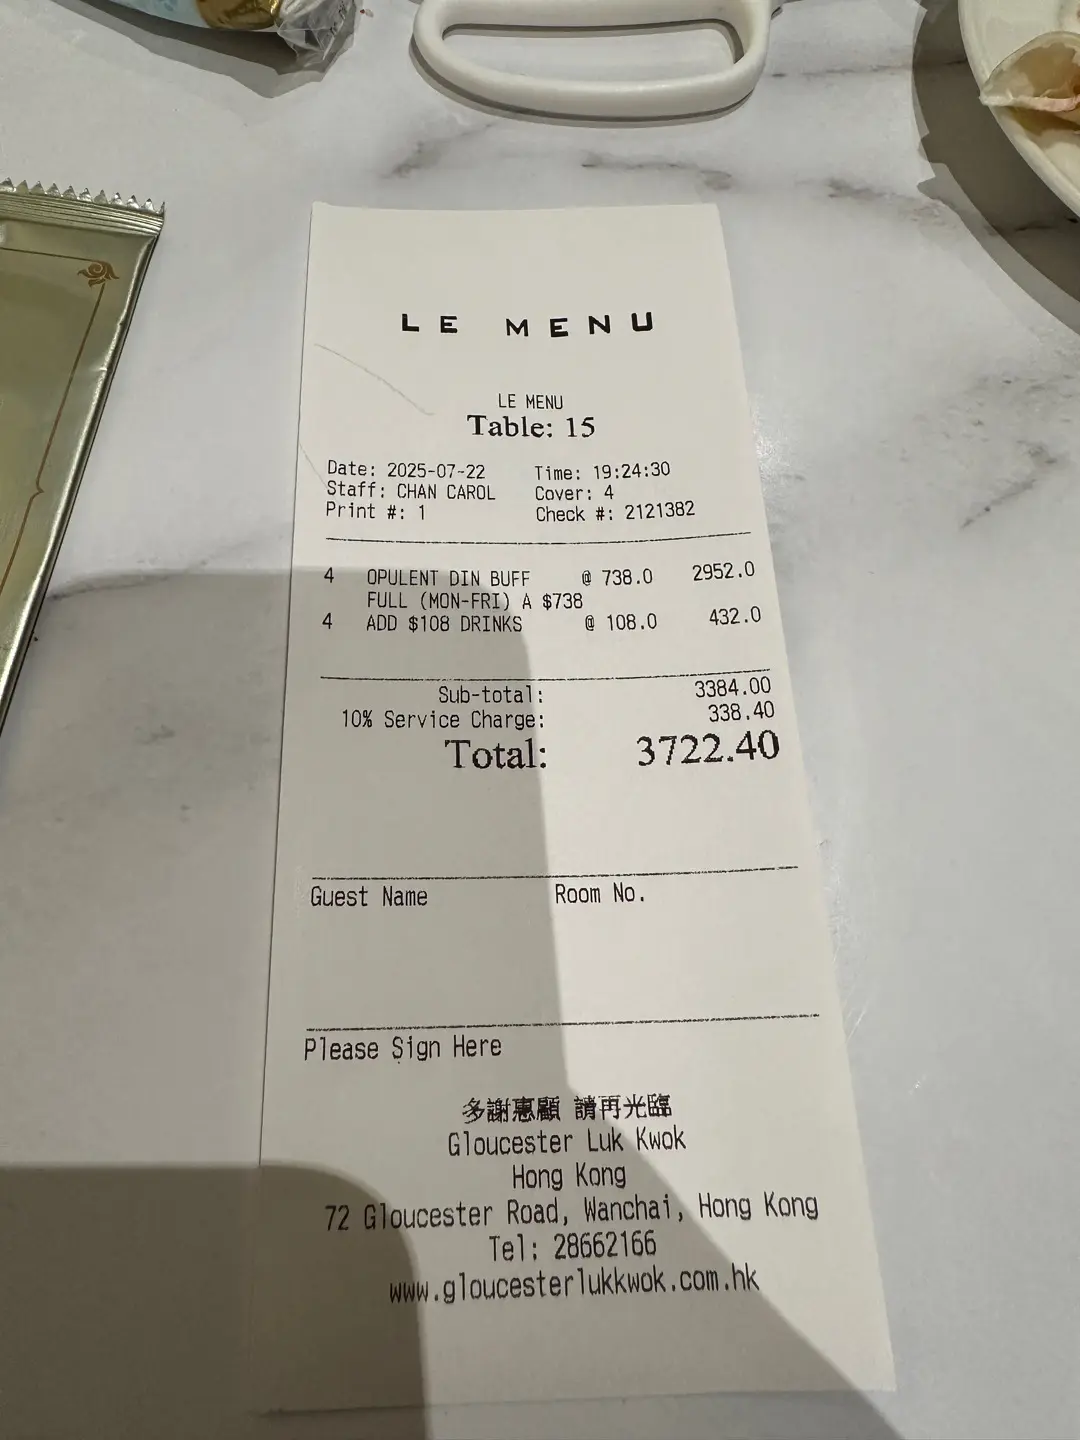 LE MENU
LE MENU
Table: 15
Date: 2025-07-22 Time: 19:24:30
Staff: CHAN CAROL Cover: 4
Print #: 1 Check #: 2121382
4 OPULENT DIN BUFF @ 738.0 2952.0
FULL (MON-FRI) A $738
4 ADD $108 DRINKS @ 108.0 432.0
Sub-total: 3384.00
10% Service Charge: 338.40
Total: 3722.40
Guest Name Room No.
Please Sign Here
多謝惠顧 請再光臨
Gloucester Luk Kwok
Hong Kong
72 Gloucester Road, Wanchai, Hong Kong
Tel: 28662166
www.gloucesterlukkwok.com.hk